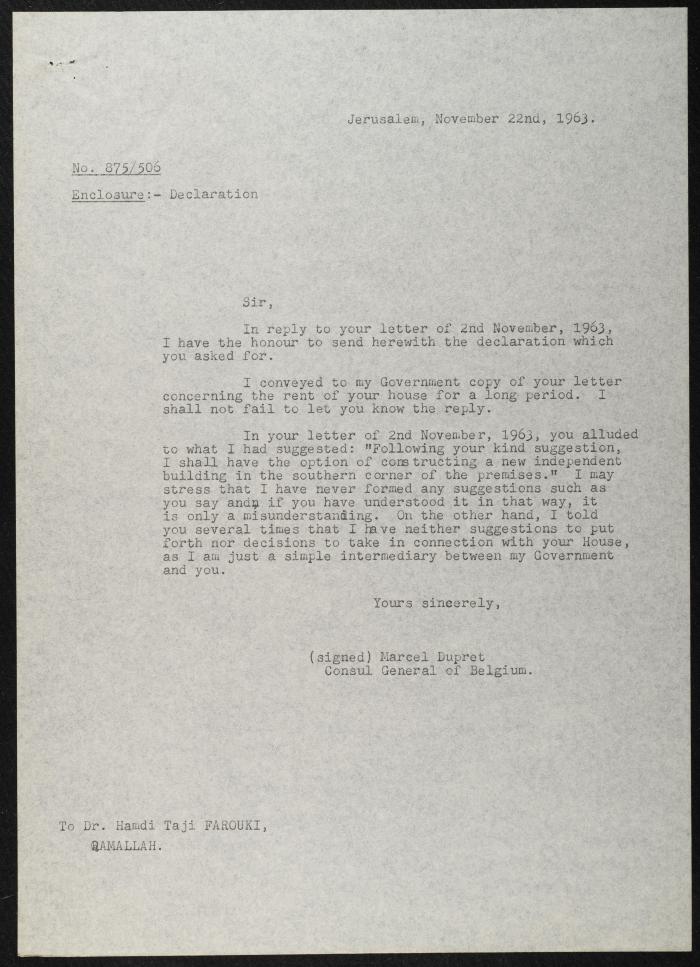 Jerusalem, November 22nd, 1963.
No. 875/506
Enclosure:- Declaration
Sir,
In reply to your letter of 2nd November, 1963,
I have the honour to send herewith the declaration which
you asked for.
I conveyed to my Government copy of your letter
concerning the rent of your house for a long period. I
shall not fail to let you know the reply.
In your letter of 2nd November, 1963, you alluded
to what I had suggested: "Following your kind suggestion,
I shall have the option of constructing a new independent
building in the southern corner of the premises." I may
stress that I have never formed any suggestions such as
you say and, if you have understood it in that way, it
is only a misunderstanding. On the other hand, I told
you several times that I have neither suggestions to put
forth nor decisions to take in connection with your House,
as I am just a simple intermediary between my Government
and you.
Yours sincerely,
(signed) Marcel Dupret
Consul General of Belgium.
To Dr. Hamdi Taji FAROUKI,
RAMALLAH.